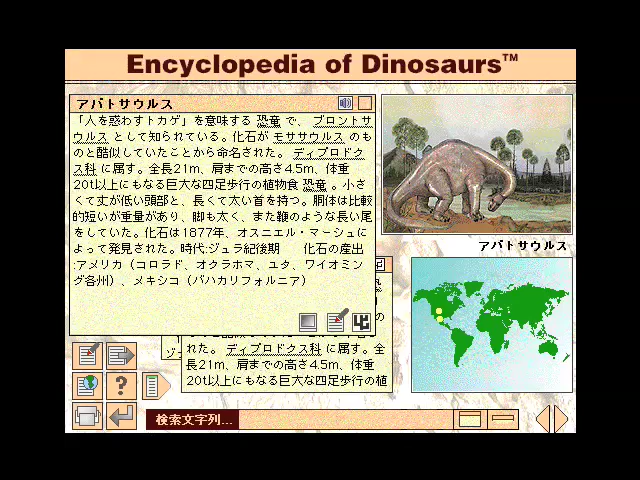 Encyclopedia of Dinosaurs™
アパトサウルス
「人を惑わすトカゲ」を意味する 恐竜 で、 ブロントサ
ウルス として知られている。化石が モササウルス のも
のと酷似していたことから命名された。 ディプロドク
ス科 に属す。全長21m、肩までの高さ4.5m、体重
20t以上にもなる巨大な四足歩行の植物食 恐竜 。小さ
くて丈が低い頭部と、長くて太い首を持つ。胴体は比較
的短いが重量があり、脚も太く、また鞭のような長い尾
をしていた。化石は1877年、オスニエル・マーシュに
よって発見された。時代:ジュラ紀後期　　化石の産出
:アメリカ（コロラド、オクラホマ、ユタ、ワイオミン
グ各州）、メキシコ（バハカリフォルニア）
アパトサウルス
された。 ディプロドクス科 に属す。全
長21m、肩までの高さ4.5m、体重
20t以上にもなる巨大な四足歩行の植
検索文字列...